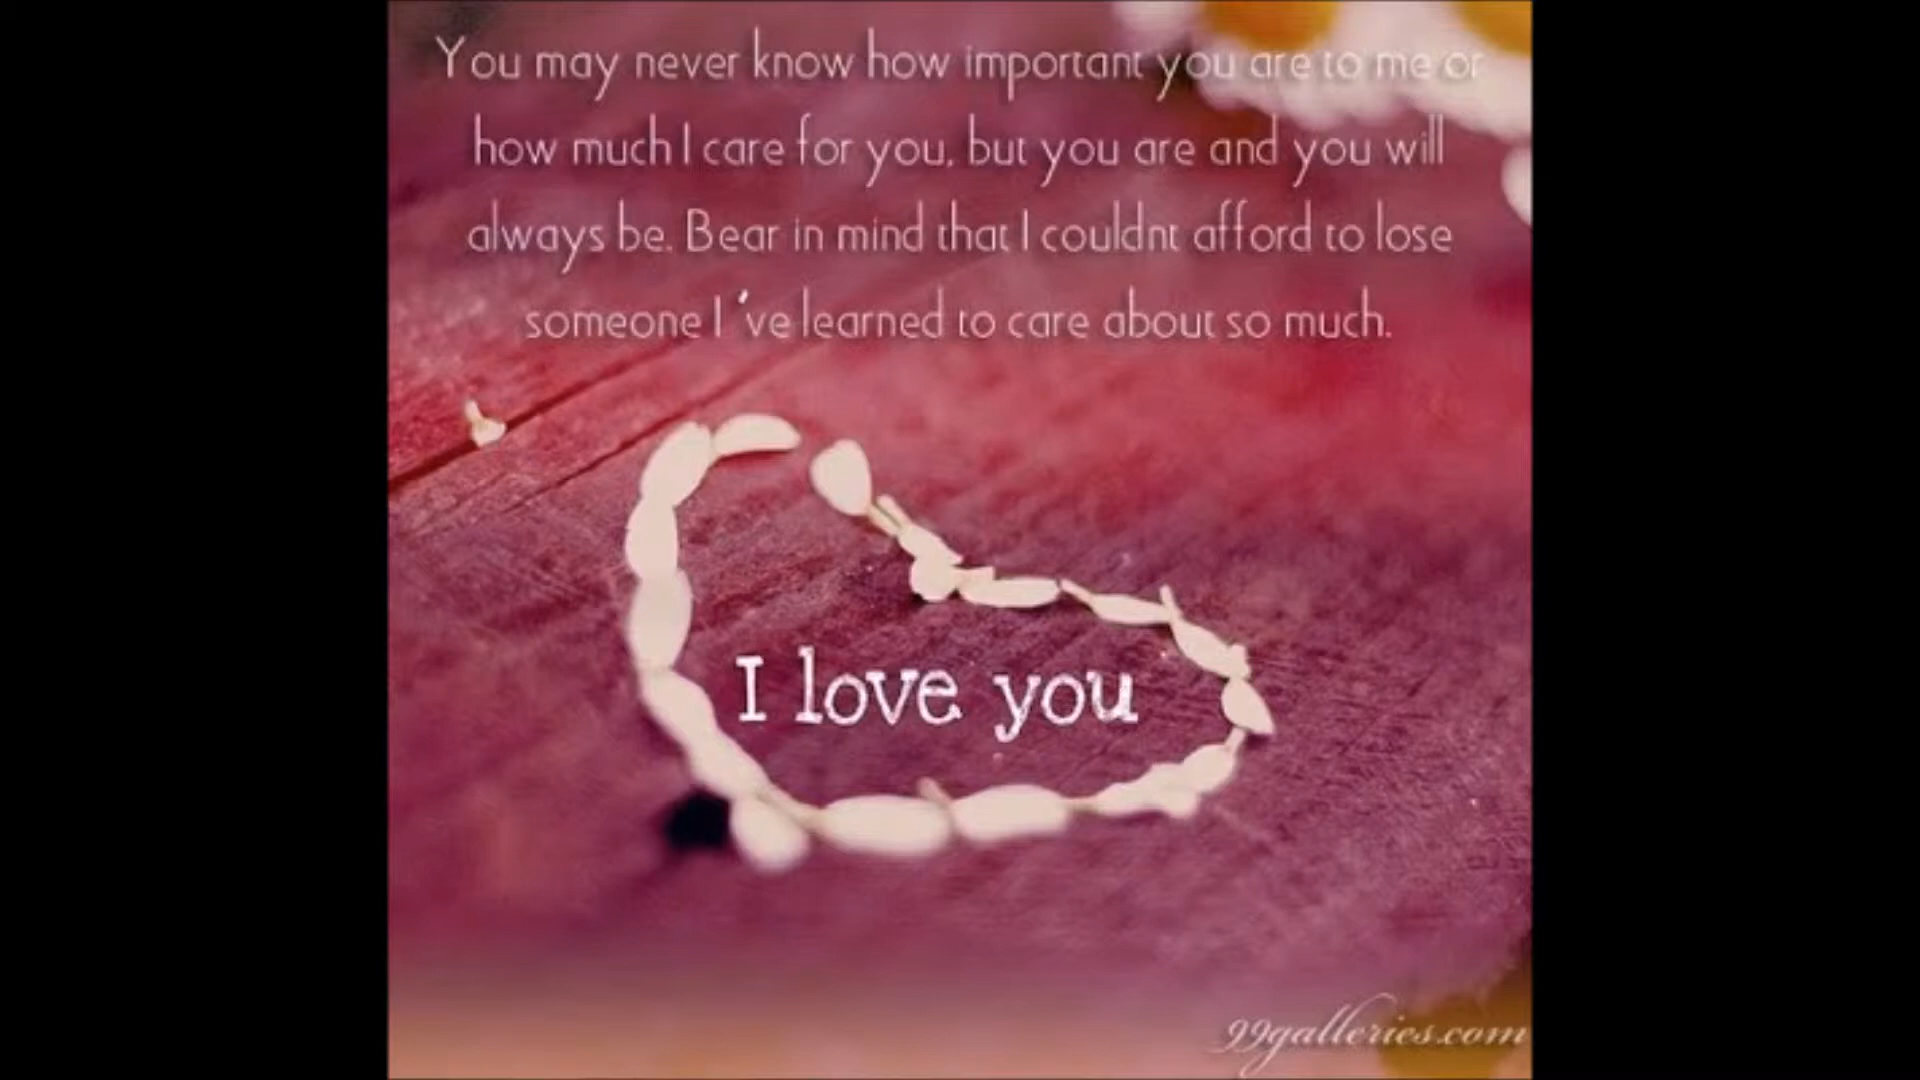 You may never know how important you are to me or
how much I care for you, but you are and you will
always be. Bear in mind that I couldnt afford to lose
someone I 've learned to care about so much.
I love you
99galleries.com